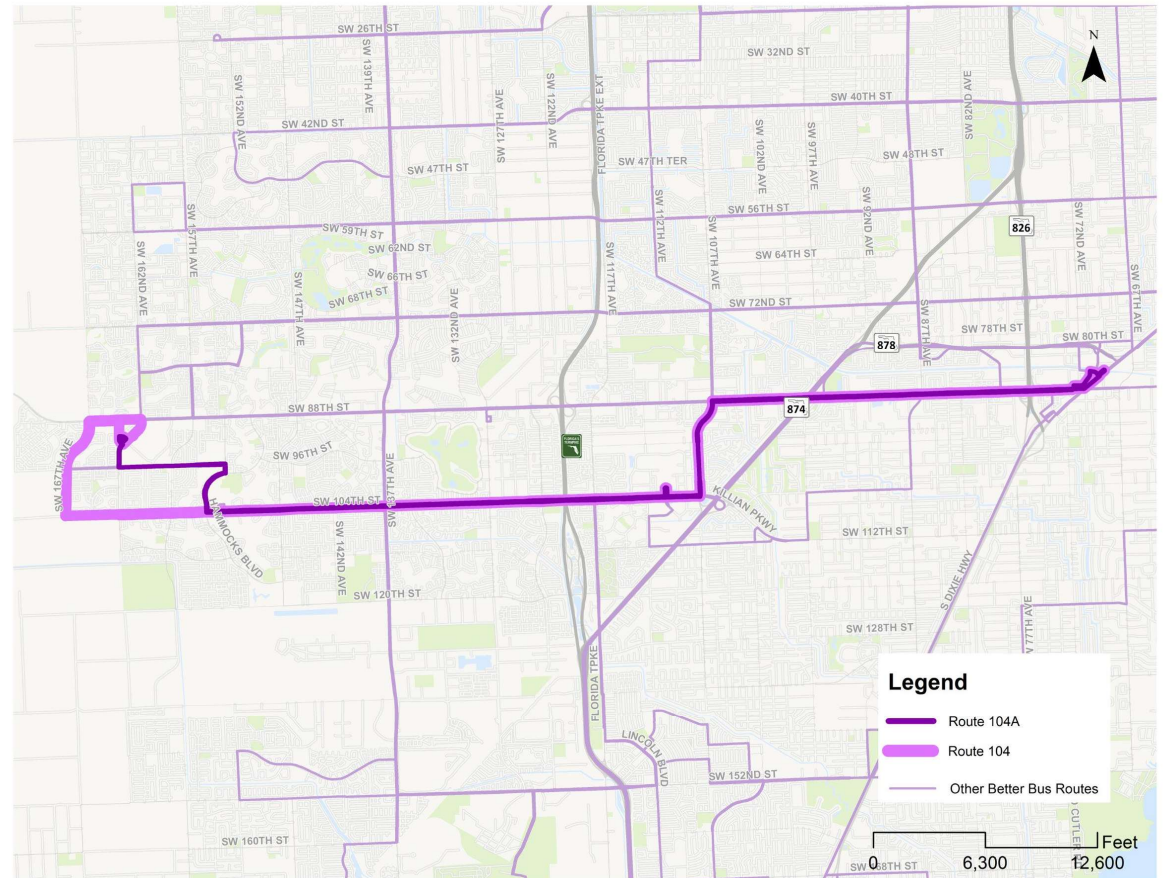 SW 26TH ST
SW 139TH AVE
SW 32ND ST
N
SW 152ND AVE
SW 127TH AVE
SW 122ND AVE
FLORIDA TPKE EXT
SW 40TH ST
SW 82ND AVE
SW 42ND ST
SW 102ND AVE
SW 97TH AVE
SW 47TH ST
SW 47TH TER
SW 48TH ST
SW 157TH AVE
SW 112TH AVE
SW 92ND AVE
SW 56TH ST
SW 72ND AVE
SW 59TH ST
826
SW 162ND AVE
SW 62ND ST
SW 117TH AVE
SW 107TH AVE
SW 64TH ST
SW 66TH ST
SW 67TH AVE
SW 147TH AVE
SW 68TH ST
SW 132ND AVE
SW 72ND ST
SW 87TH AVE
SW 78TH ST
SW 80TH ST
878
SW 88TH ST
874
SW 167TH AVE
SW 96TH ST
FLORIDA'S
TURNPIKE
SW 137TH AVE
SW 104TH ST
KILLIAN PKWY
HAMMOCKS BLVD
SW 142ND AVE
SW 112TH ST
S DIXIE HWY
SW 120TH ST
SW 128TH ST
W 77TH AVE
FLORIDA TPKE
Legend
Route 104A
Route 104
Other Better Bus Routes
LINCOLN BLVD
SW 152ND ST
CUTLER
SW 160TH ST
Feet
0 6,300 12,600
SW 168TH ST